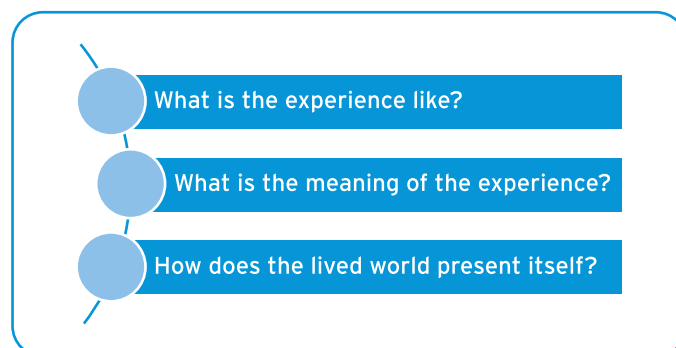 What is the experience like?
What is the meaning of the experience?
How does the lived world present itself?